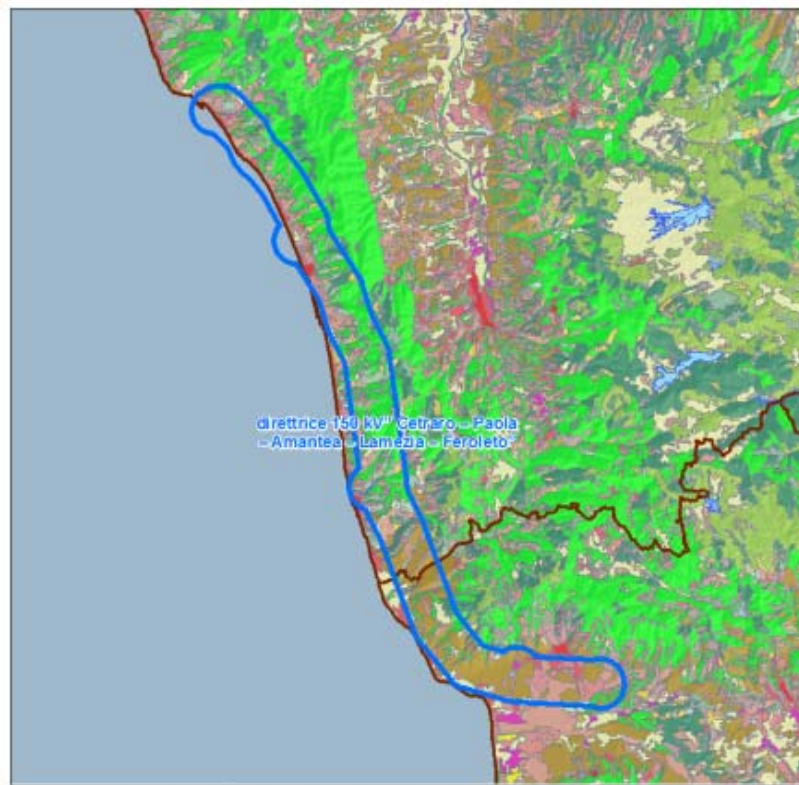 direttrice 150 kV" Cetraro – Paola
– Amantea – Lamezia – Feroleto"